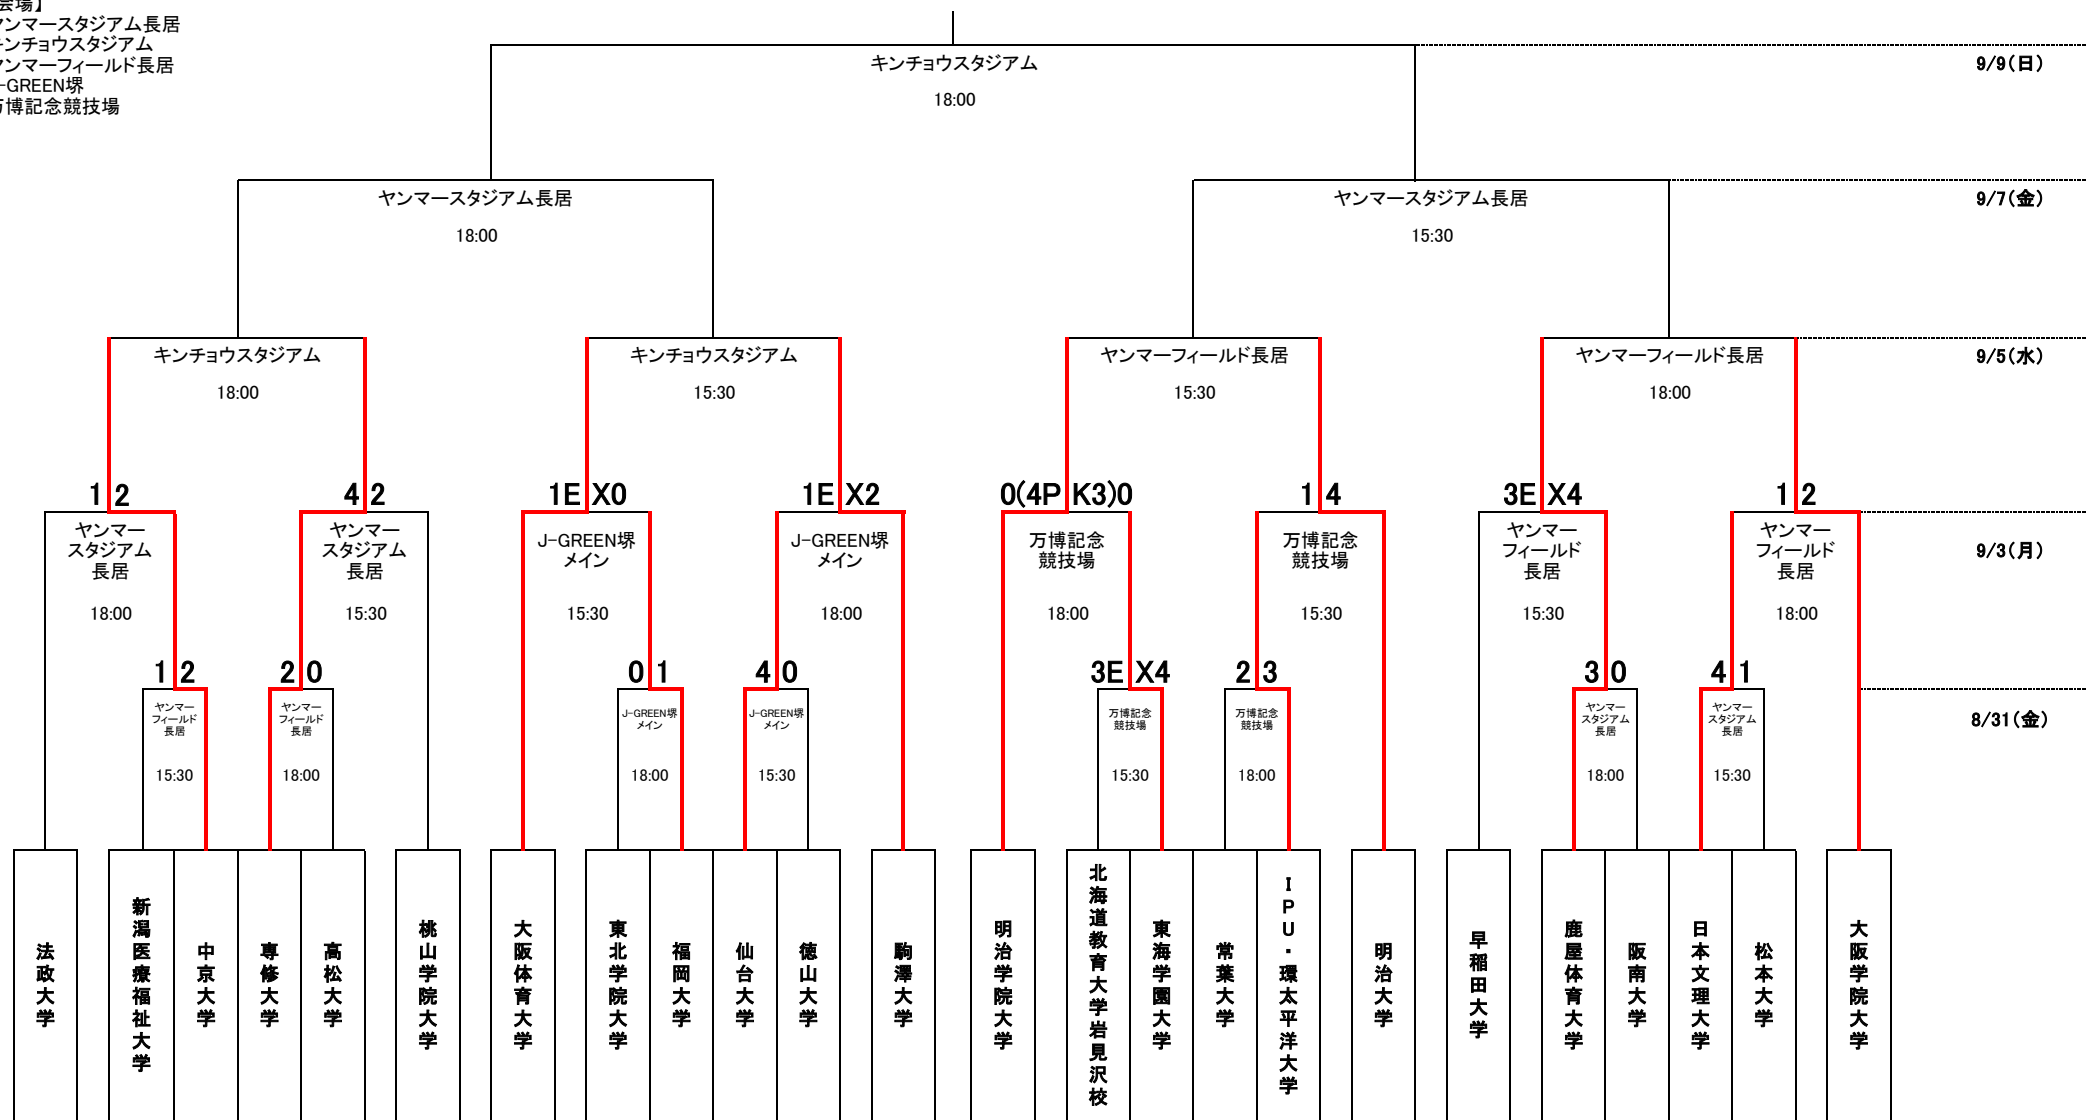 会場】
ヤンマースタジアム長居
キンチョウスタジアム
ヤンマーフィールド長居
-GREEN堺
万博記念競技場
キンチョウスタジアム
18:00
9/9(日)
ヤンマースタジアム長居
18:00
ヤンマースタジアム長居
15:30
9/7(金)
キンチョウスタジアム
18:00
キンチョウスタジアム
15:30
ヤンマーフィールド長居
15:30
ヤンマーフィールド長居
18:00
9/5(水)
1 2
4 2
1E X0
1E X2
0(4P K3)0
1 4
3E X4
1 2
ヤンマー
スタジアム
長居
18:00
ヤンマー
スタジアム
長居
15:30
J-GREEN堺
メイン
15:30
J-GREEN堺
メイン
18:00
万博記念
競技場
18:00
万博記念
競技場
15:30
ヤンマー
フィールド
長居
15:30
ヤンマー
フィールド
長居
18:00
9/3(月)
1 2
2 0
0 1
4 0
3E X4
2 3
3 0
4 1
ヤンマー
フィールド
長居
15:30
ヤンマー
フィールド
長居
18:00
J-GREEN堺
メイン
18:00
J-GREEN堺
メイン
15:30
万博記念
競技場
15:30
万博記念
競技場
18:00
ヤンマー
スタジアム
長居
18:00
ヤンマー
スタジアム
長居
15:30
8/31(金)
法政大学
新潟医療福祉大学
中京大学
専修大学
高松大学
桃山学院大学
大阪体育大学
東北学院大学
福岡大学
仙台大学
徳山大学
駒澤大学
明治学院大学
北海道教育大学岩見沢校
東海学園大学
常葉大学
IPU・環太平洋大学
明治大学
早稲田大学
鹿屋体育大学
阪南大学
日本文理大学
松本大学
大阪学院大学